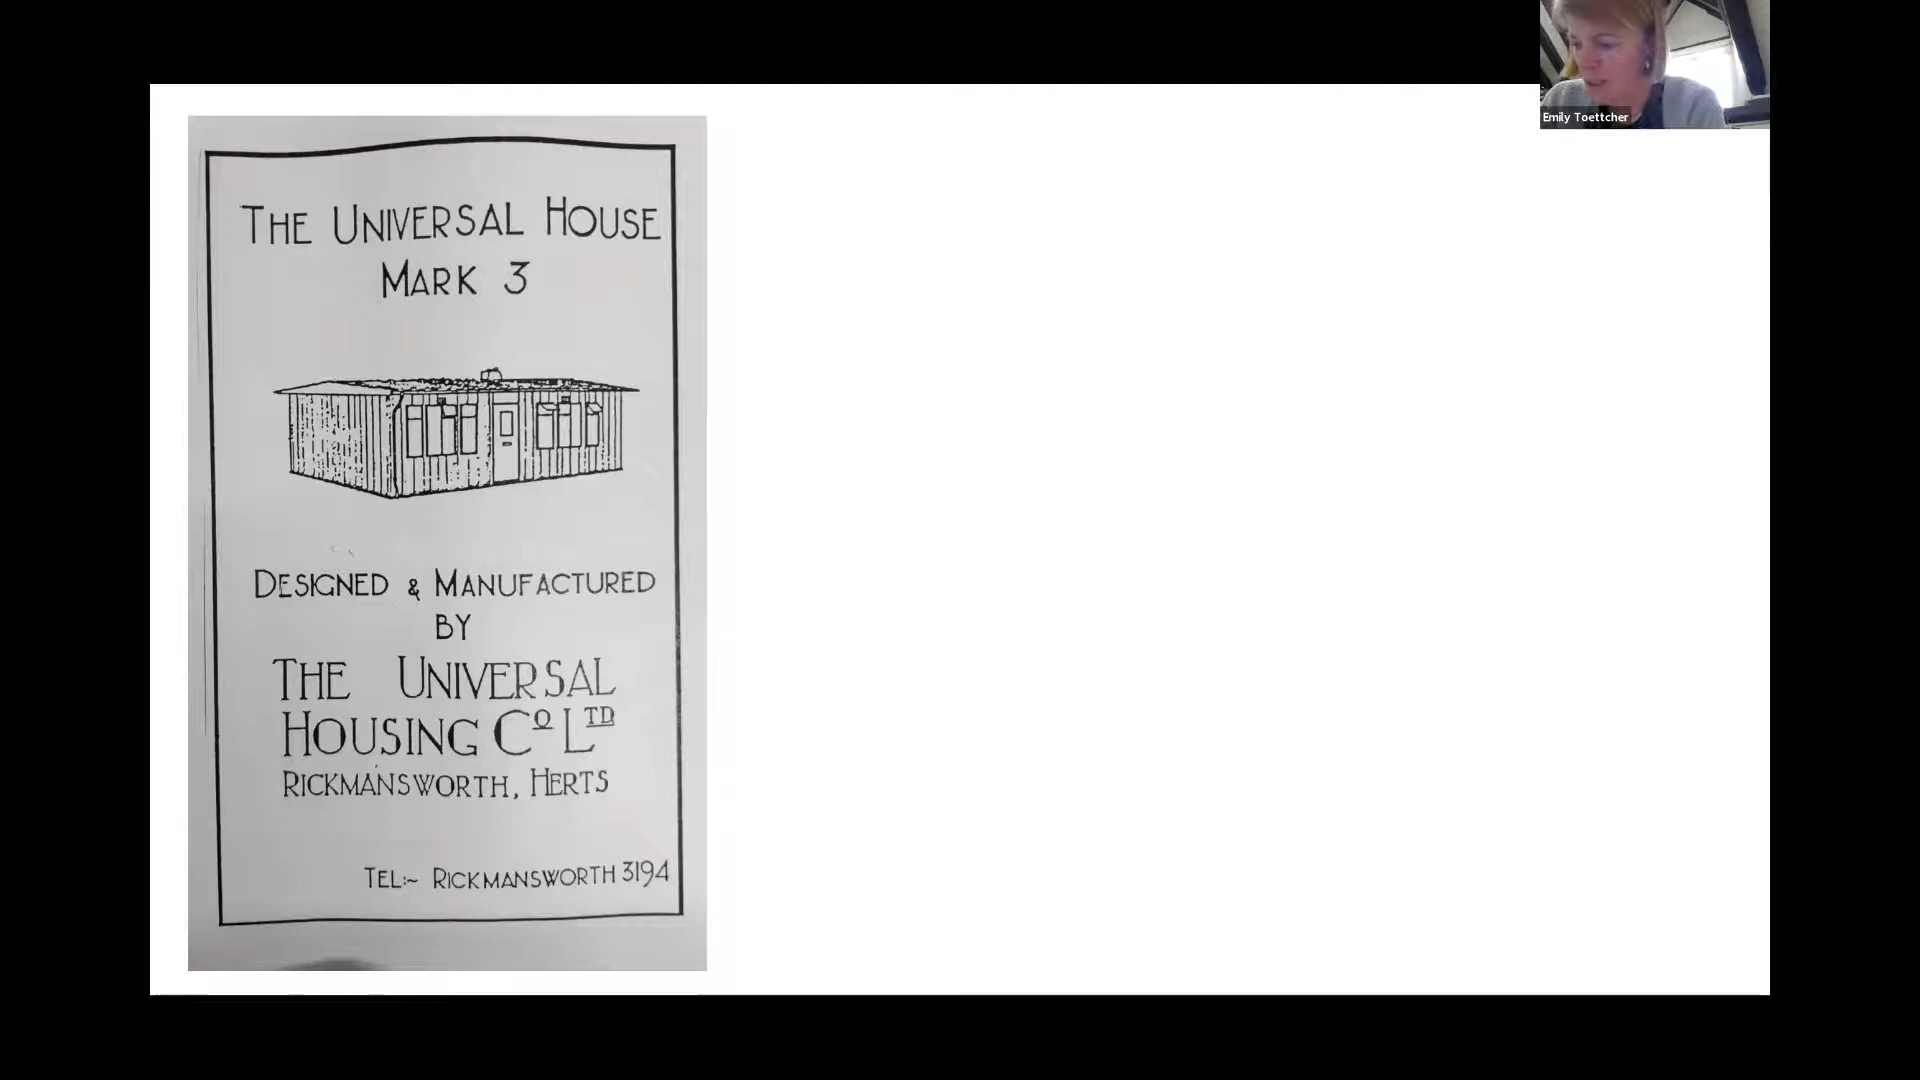 THE UNIVERSAL HOUSE
MARK 3
DESIGNED & MANUFACTURED
BY
THE UNIVERSAL
HOUSING Cº LTD
RICKMANSWORTH, HERTS
TEL:~ RICKMANSWORTH 3194
Emily Toettcher